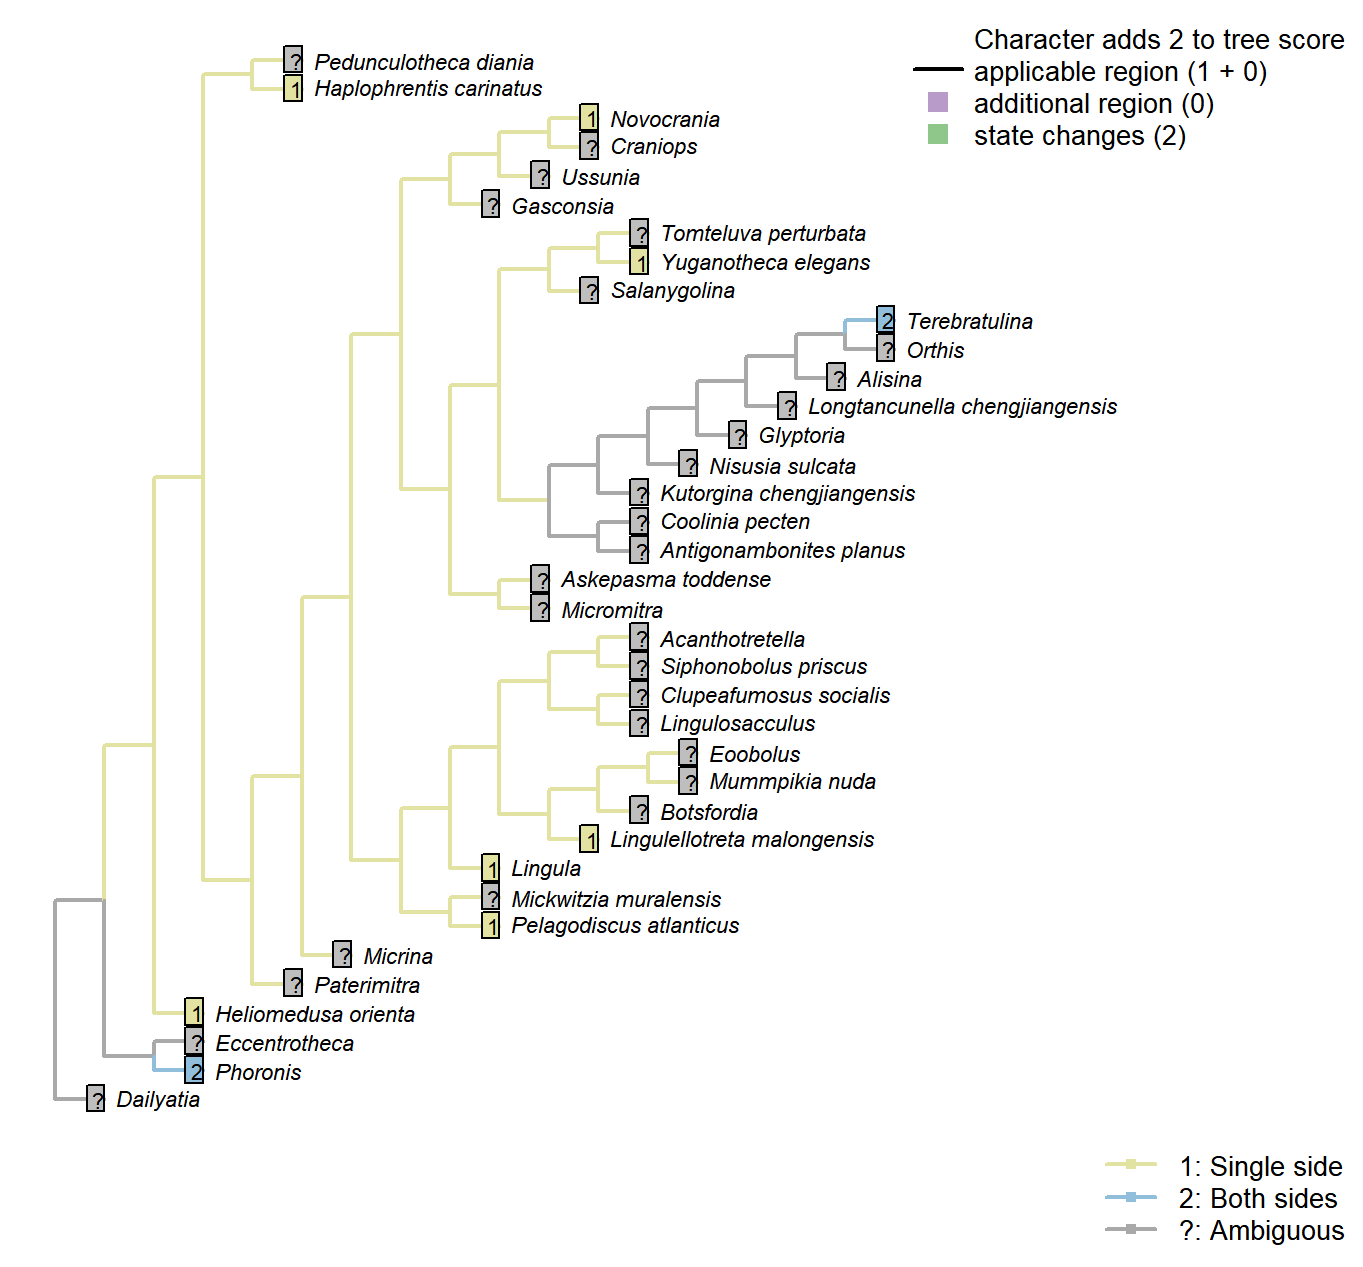 Character adds 2 to tree score
applicable region (1 + 0)
additional region (0)
state changes (2)
? Pedunculotheca diania
1 Haplophrentis carinatus
1 Novocrania
? Craniops
? Ussunia
? Gasconsia
? Tomteluva perturbata
1 Yuganotheca elegans
? Salanygolina
2 Terebratulina
? Orthis
? Alisina
? Longtancunella chengjiangensis
? Glyptoria
? Nisusia sulcata
? Kutorgina chengjiangensis
? Coolinia pecten
? Antigonambonites planus
? Askepasma toddense
? Micromitra
? Acanthotretella
? Siphonobolus priscus
? Clupeafumosus socialis
? Lingulosacculus
? Eoobolus
? Mummpikia nuda
? Botsfordia
1 Lingulellotreta malongensis
1 Lingula
? Mickwitzia muralensis
1 Pelagodiscus atlanticus
? Micrina
? Paterimitra
1 Heliomedusa orienta
? Eccentrotheca
2 Phoronis
? Dailyatia
1: Single side
2: Both sides
?: Ambiguous